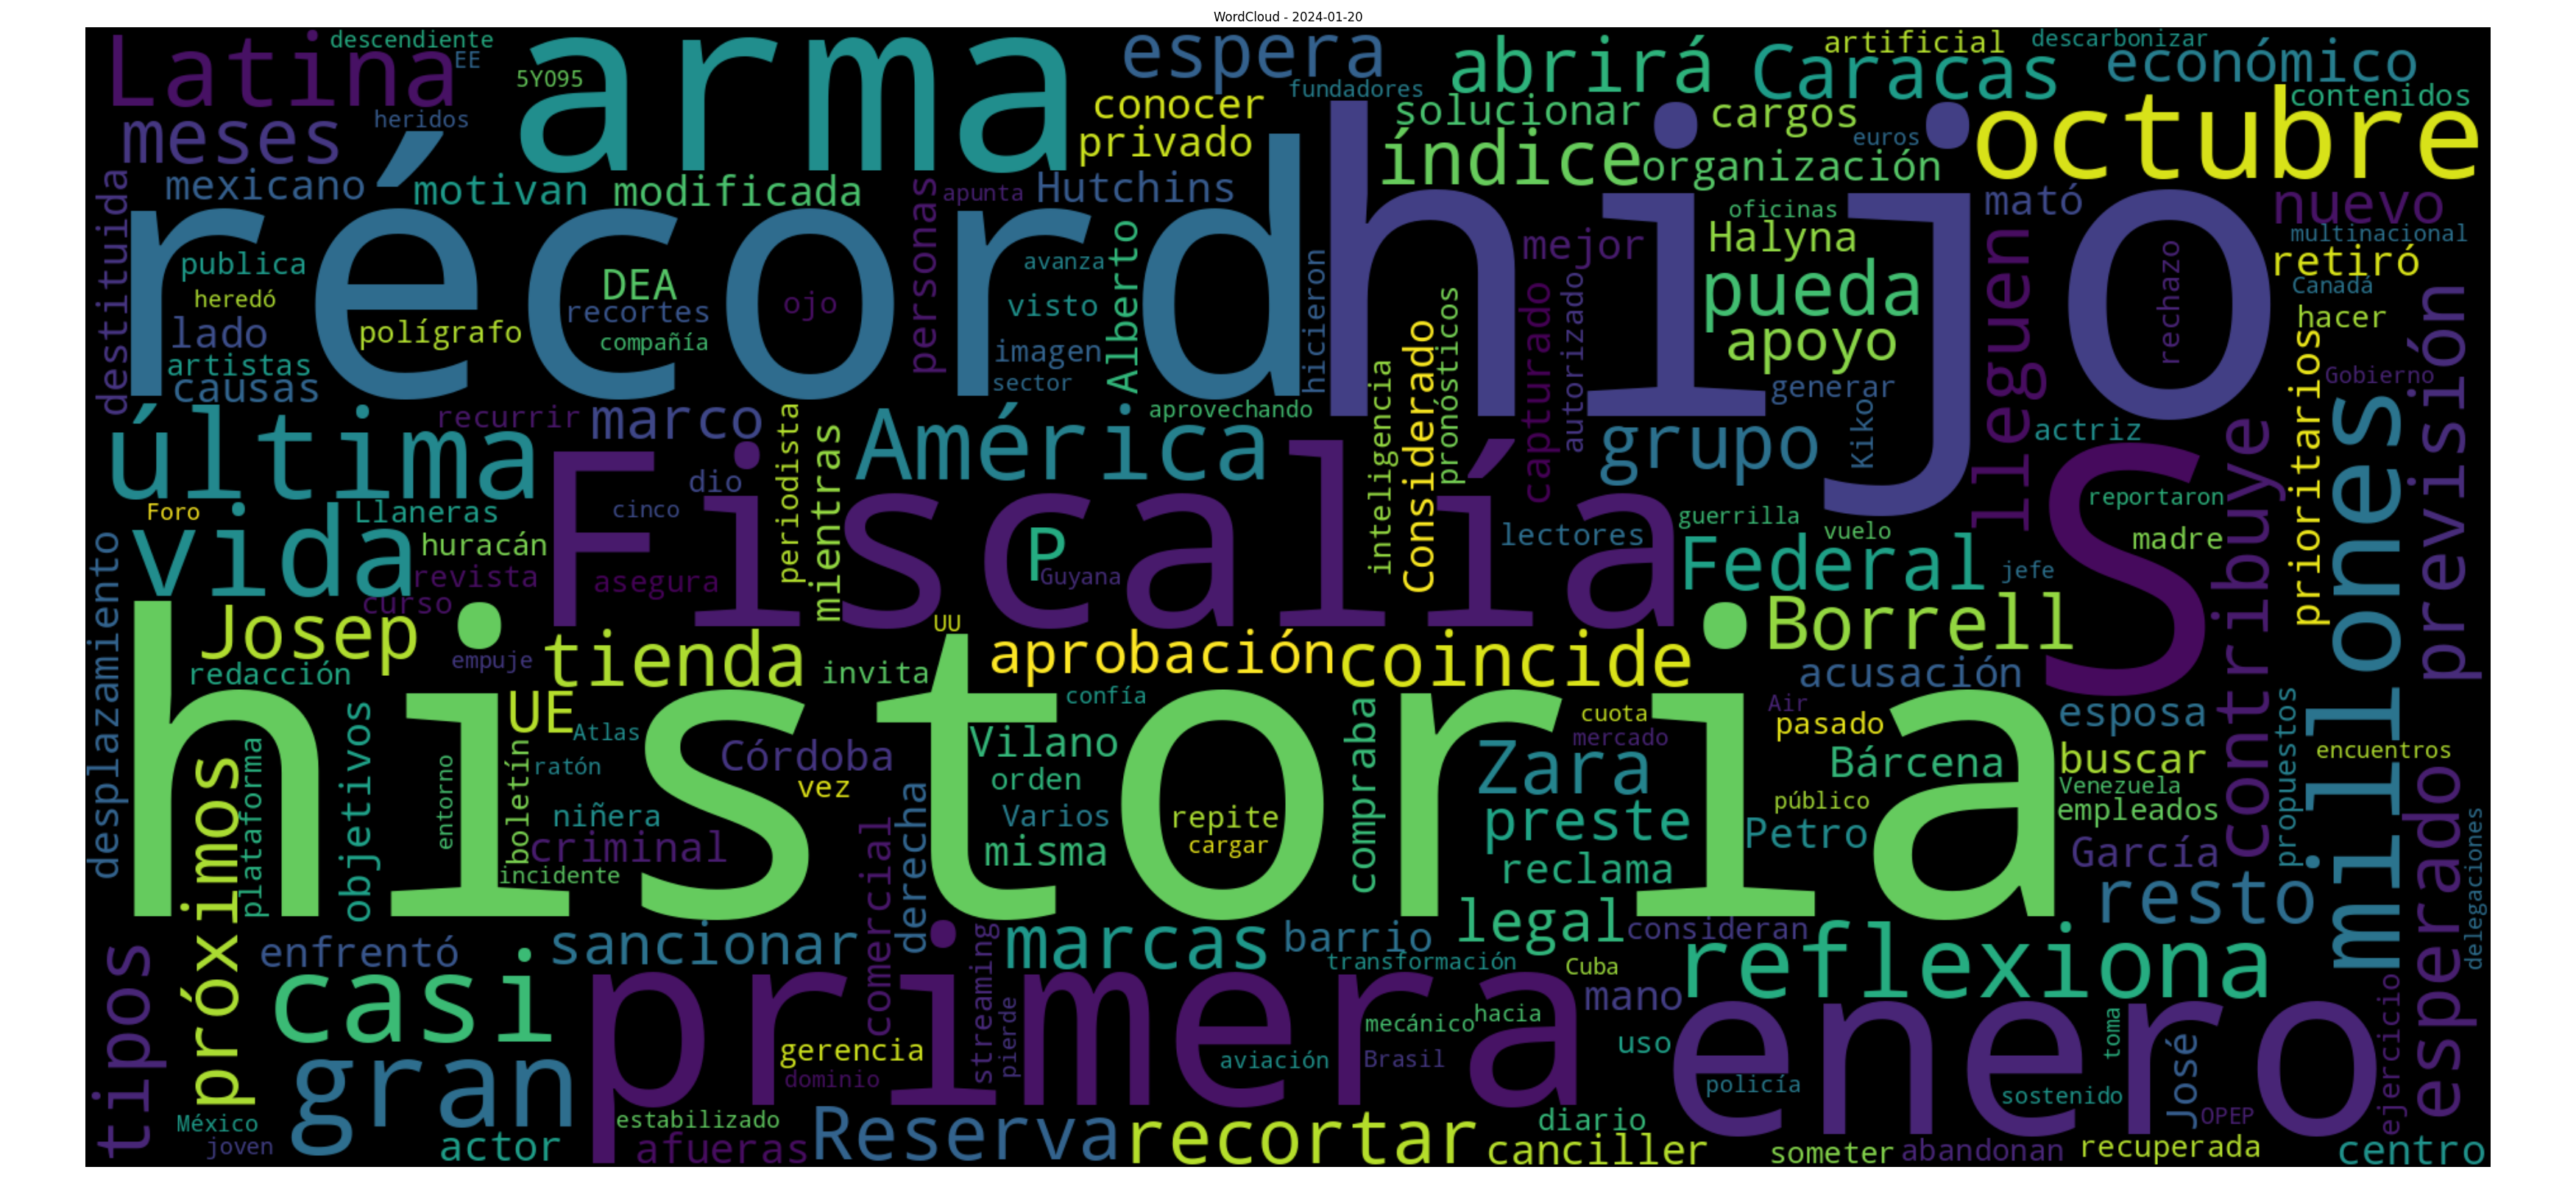 WordCloud - 2024-01-20
Latina
descendiente
EE
5Y095
arma
espera
fundadores
abrirá
Caracas
artificial
descarbonizar
económico
contenidos
meses
heridos
conocer
privado
solucionar
cargos
euros
octubre
índice
organización
mexicano
motivan
modificada
personas
apunta
Hutchins
récord
hijo
oficinas
mató
nuevo
multinacional
destituida
publica
heredó
DEA
recortes
ojo
avanza
visto
Alberto
hicieron
mejor
Halyna
pueda
apoyo
rechazo
retiró
Canadá
hacer
lado
polígrafo
compañía
imagen
sector
artistas
causas
inteligencia
Considerado
pronósticos
capturado
autorizado
generar
lleguen
prioritarios
Gobierno
previsión
última
recurrir
marco
periodista
mientras
América
aprovechando
grupo
Kiko
actriz
contribuye
millones
Foro
Llaneras
dio
cinco
Fiscalía
lectores
guerrilla
vuelo
S
reportaron
madre
vida
huracán
revista
curso
asegura
P
Guyana
Federal
jefe
desplazamiento
Josep
empuje
tienda
UU
invita
aprobación
coincide
Borrell
redacción
acusación
historia
UE
Atlas
confía
cuota
mercado
Air
pasado
esposa
propuestos
encuentros
próximos
plataforma
objetivos
entorno
boletín
ratón
Córdoba
vez
Vilano
orden
compraba
Zara
Bárcena
buscar
Venezuela
empleados
niñera
criminal
incidente
comercial
derecha
Varios
misma
repite
cargar
preste
público
Petro
García
reclama
resto
esperado
delegaciones
tipos
enfrentó
sancionar
streaming
marcas
barrio
legal
consideran
reflexiona
casi
primera
transformación
Cuba
mano
gran
gerencia
dominio
pierde
mecánico
hacia
aviación
Brasil
uso
enero
toma
José
ejercicio
policía
sostenido
OPEP
México
joven
actor
estabilizado
afueras
Reserva
recortar
diario
canciller
someter
abandonan
recuperada
centro